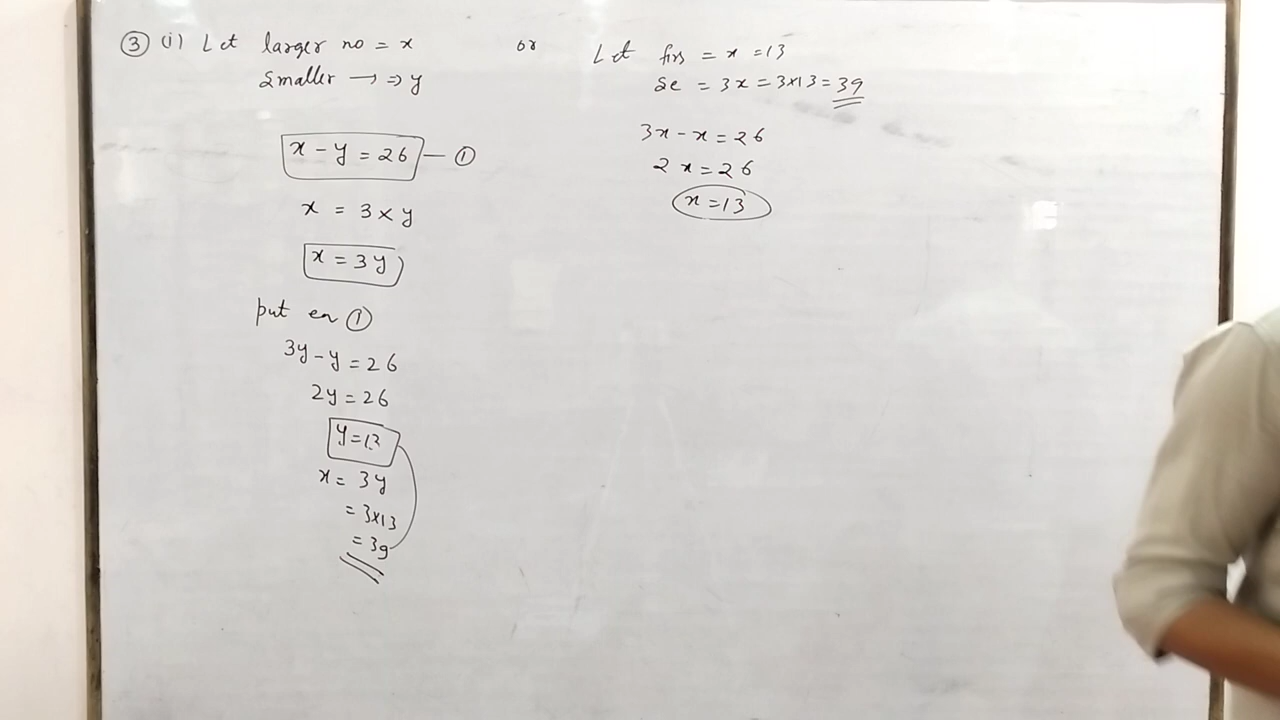 ③ (i) Let larger no = x
Smaller → ⇒ y
x - y = 26 — ①
x = 3 × y
x = 3y
put en ①
3y - y = 26
2y = 26
y = 13
x = 3y
= 3×13
= 39
or
Let firs = x = 13
Se = 3x = 3×13 = 39
3x - x = 26
2x = 26
x = 13